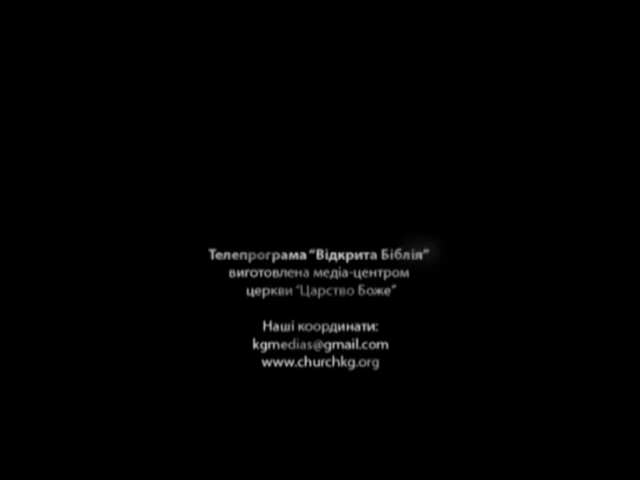 Телепрограма “Відкрита Біблія”
виготовлена медіа-центром
церкви “Царство Боже”
Наші координати:
kgmedias@gmail.com
www.churchkg.org